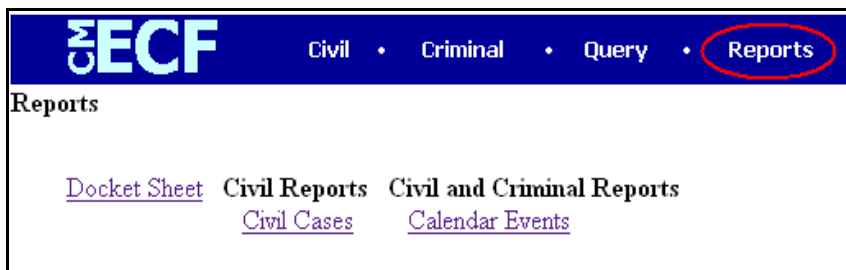 CM ECF Civil • Criminal • Query • Reports
Reports
Docket Sheet Civil Reports Civil and Criminal Reports
Civil Cases Calendar Events